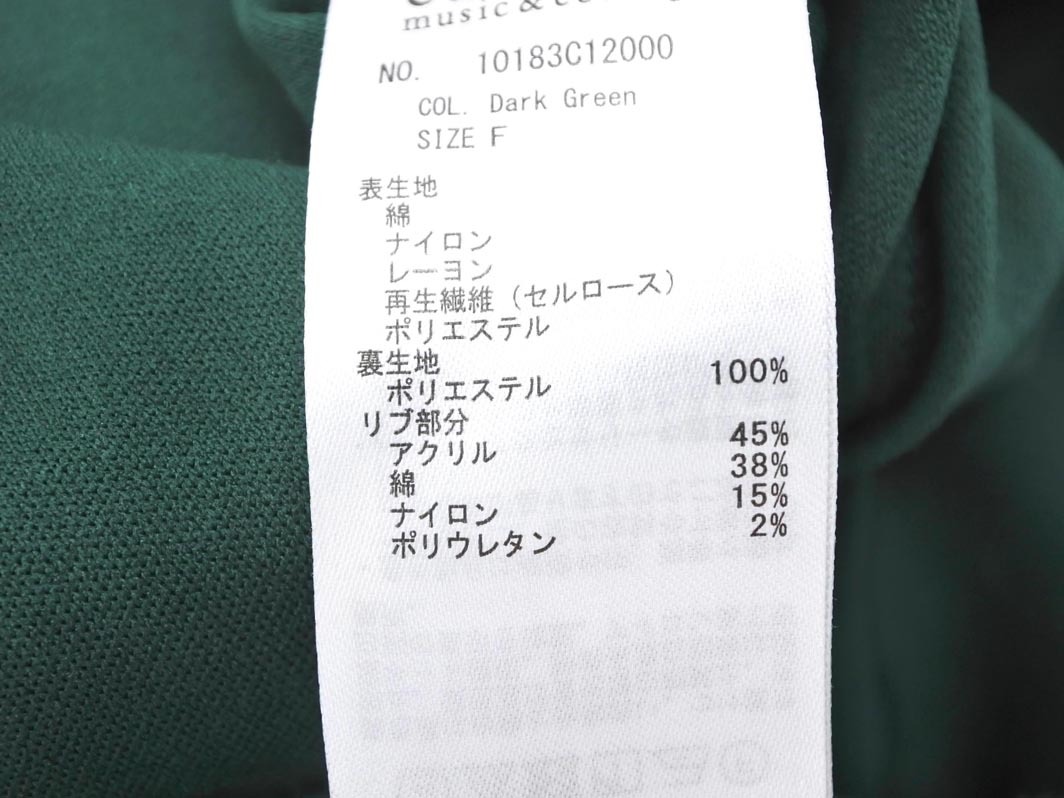 music &
NO. 10183C12000
COL. Dark Green
SIZE F
表生地
綿
ナイロン
レーヨン
再生繊維(セルロース)
ポリエステル
裏生地
ポリエステル 100%
リブ部分
アクリル 45%
綿 38%
ナイロン 15%
ポリウレタン 2%